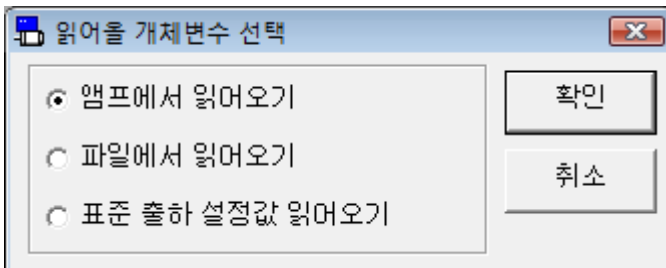 읽어올 개체변수 선택
앰프에서 읽어오기
파일에서 읽어오기
표준 출하 설정값 읽어오기
확인
취소